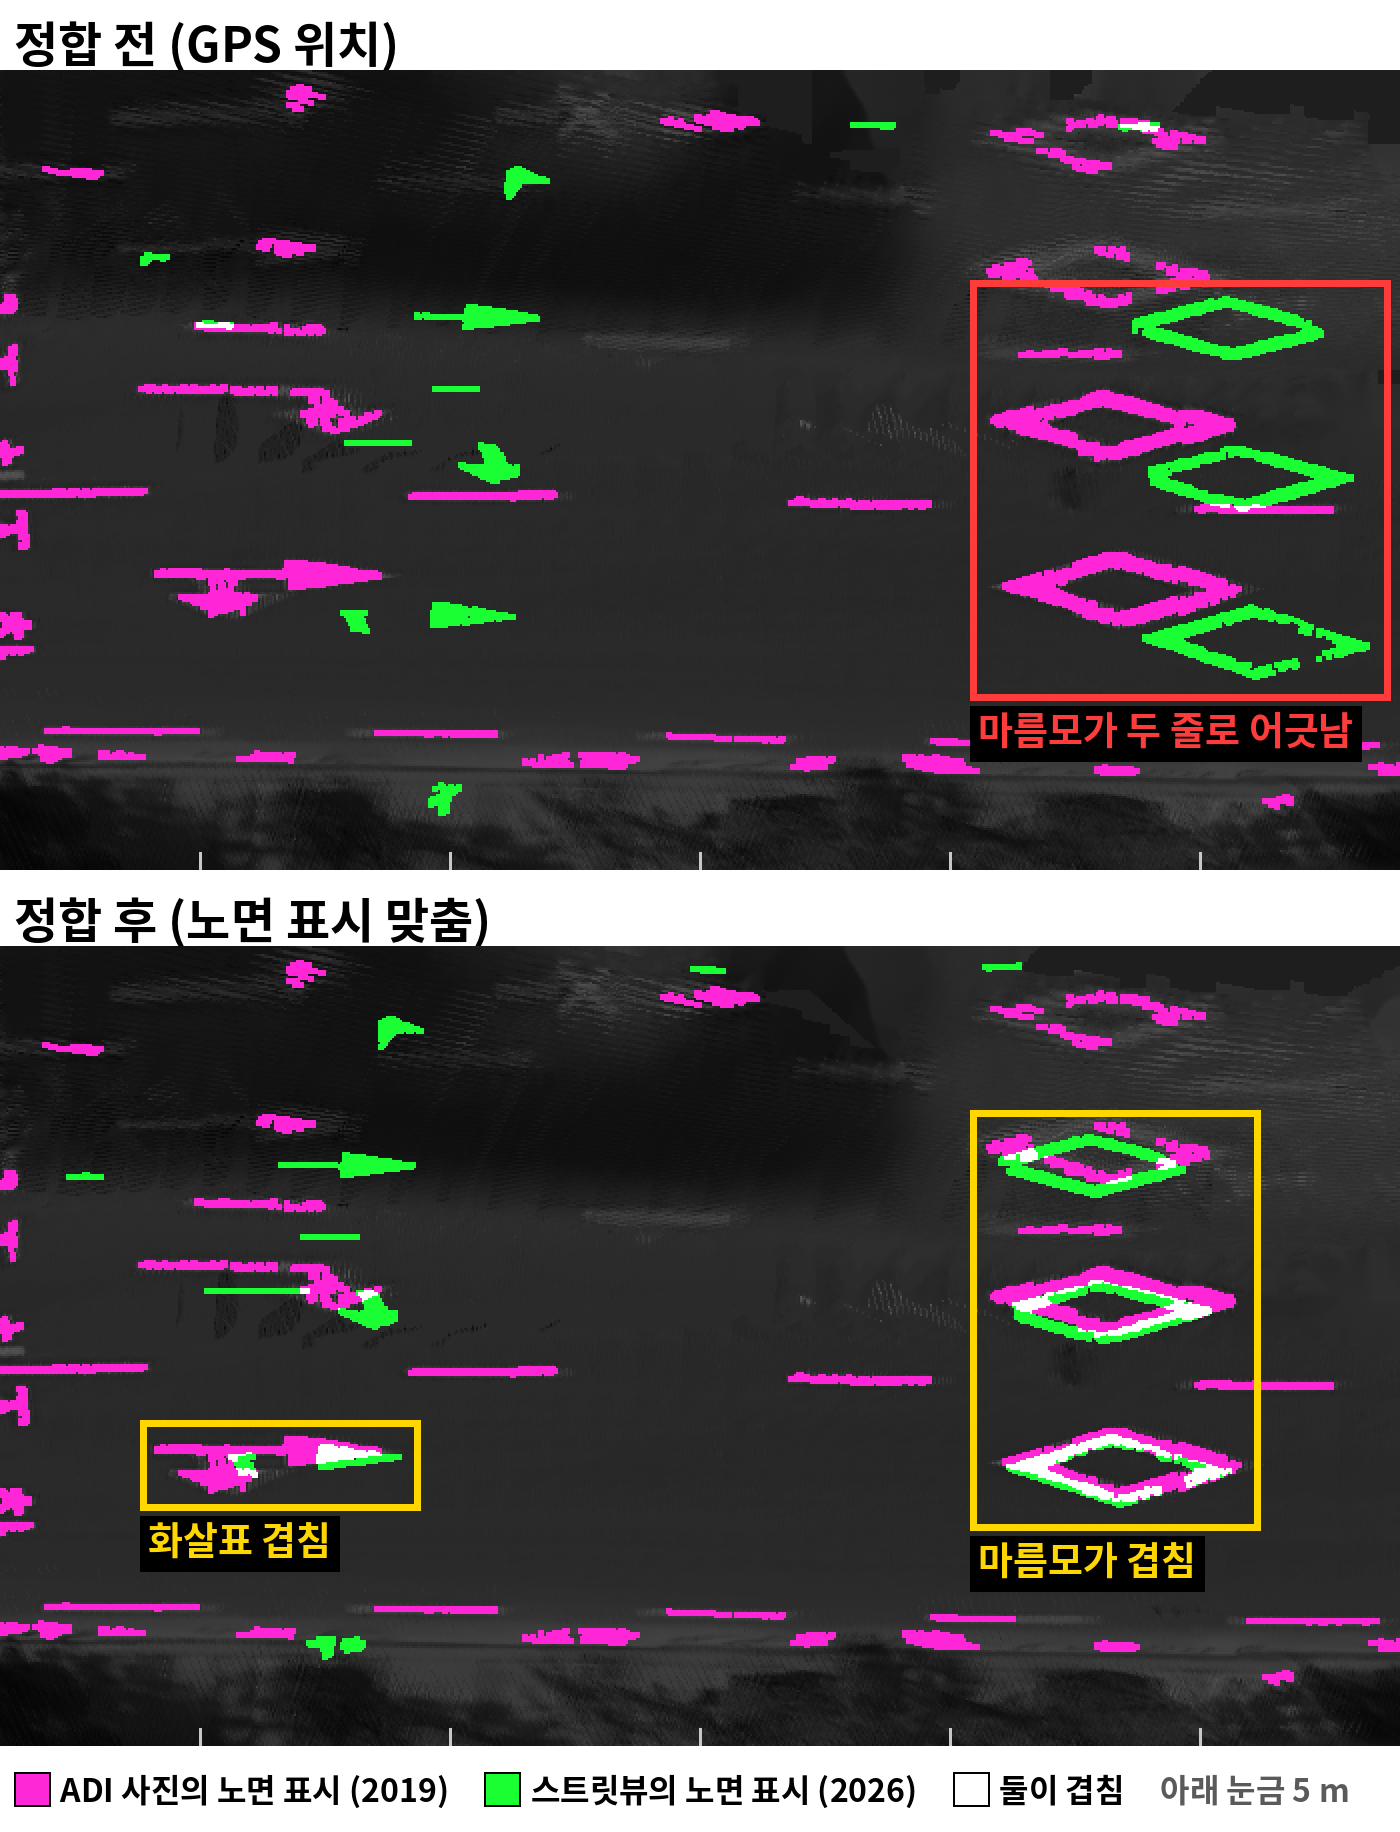 정합 전 (GPS 위치)
마름모가 두 줄로 어긋남
정합 후 (노면 표시 맞춤)
화살표 겹침
마름모가 겹침
ADI 사진의 노면 표시 (2019) 스트릿뷰의 노면 표시 (2026) 둘이 겹침 아래 눈금 5 m